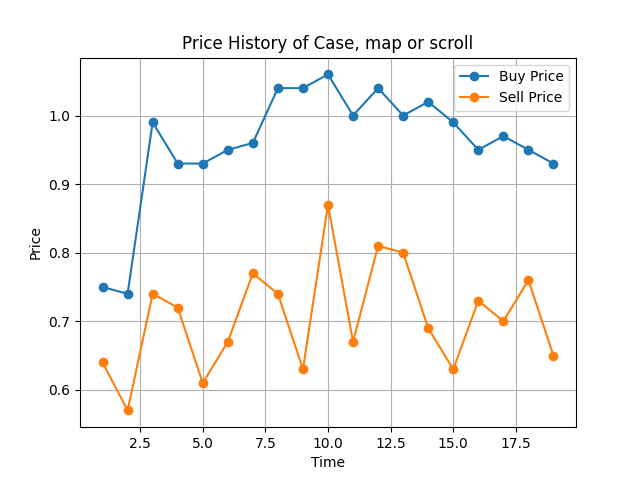 Price History of Case, map or scroll
Buy Price
Sell Price
1.0
0.9
0.8
0.7
0.6
Price
2.5 5.0 7.5 10.0 12.5 15.0 17.5
Time